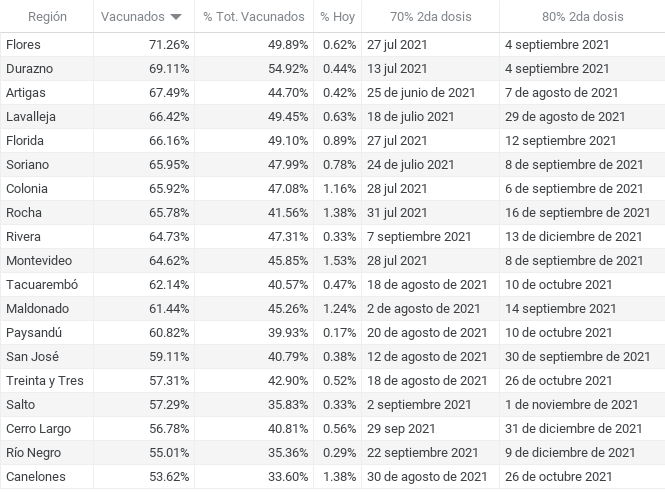 Región Vacunados % Tot. Vacunados % Hoy 70% 2da dosis 80% 2da dosis
Flores 71.26% 49.89% 0.62% 27 jul 2021 4 septiembre 2021
Durazno 69.11% 54.92% 0.44% 13 jul 2021 4 septiembre 2021
Artigas 67.49% 44.70% 0.42% 25 de junio de 2021 7 de agosto de 2021
Lavalleja 66.42% 49.45% 0.63% 18 de julio 2021 29 de agosto de 2021
Florida 66.16% 49.10% 0.89% 27 jul 2021 12 septiembre 2021
Soriano 65.95% 47.99% 0.78% 24 de julio 2021 8 de septiembre de 2021
Colonia 65.92% 47.08% 1.16% 28 jul 2021 6 de septiembre de 2021
Rocha 65.78% 41.56% 1.38% 31 jul 2021 16 de septiembre de 2021
Rivera 64.73% 47.31% 0.33% 7 septiembre 2021 13 de diciembre de 2021
Montevideo 64.62% 45.85% 1.53% 28 jul 2021 8 de septiembre de 2021
Tacuarembó 62.14% 40.57% 0.47% 18 de agosto de 2021 10 de octubre 2021
Maldonado 61.44% 45.26% 1.24% 2 de agosto de 2021 14 septiembre 2021
Paysandú 60.82% 39.93% 0.17% 20 de agosto de 2021 10 de octubre 2021
San José 59.11% 40.79% 0.38% 12 de agosto de 2021 30 de septiembre de 2021
Treinta y Tres 57.31% 42.90% 0.52% 18 de agosto de 2021 26 de octubre 2021
Salto 57.29% 35.83% 0.33% 2 septiembre 2021 1 de noviembre de 2021
Cerro Largo 56.78% 40.81% 0.56% 29 sep 2021 31 de diciembre de 2021
Río Negro 55.01% 35.36% 0.29% 22 septiembre 2021 9 de diciembre de 2021
Canelones 53.62% 33.60% 1.38% 30 de agosto de 2021 26 de octubre 2021